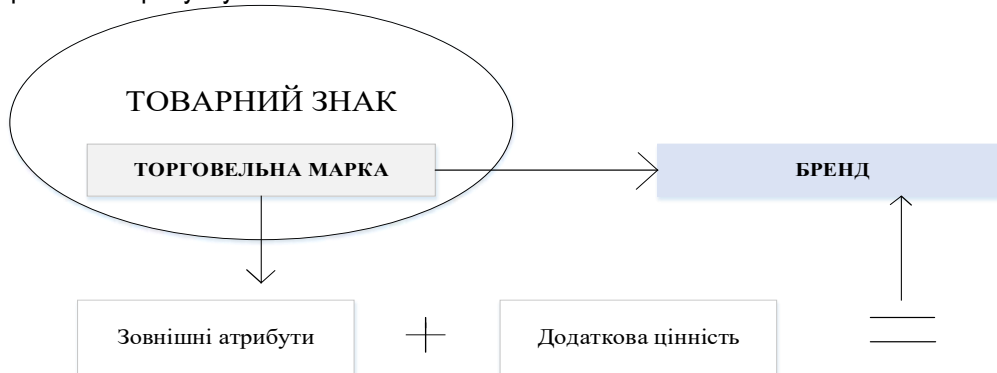 ТОВАРНИЙ ЗНАК
ТОРГОВЕЛЬНА МАРКА
БРЕНД
Зовнішні атрибути + Додаткова цінність =